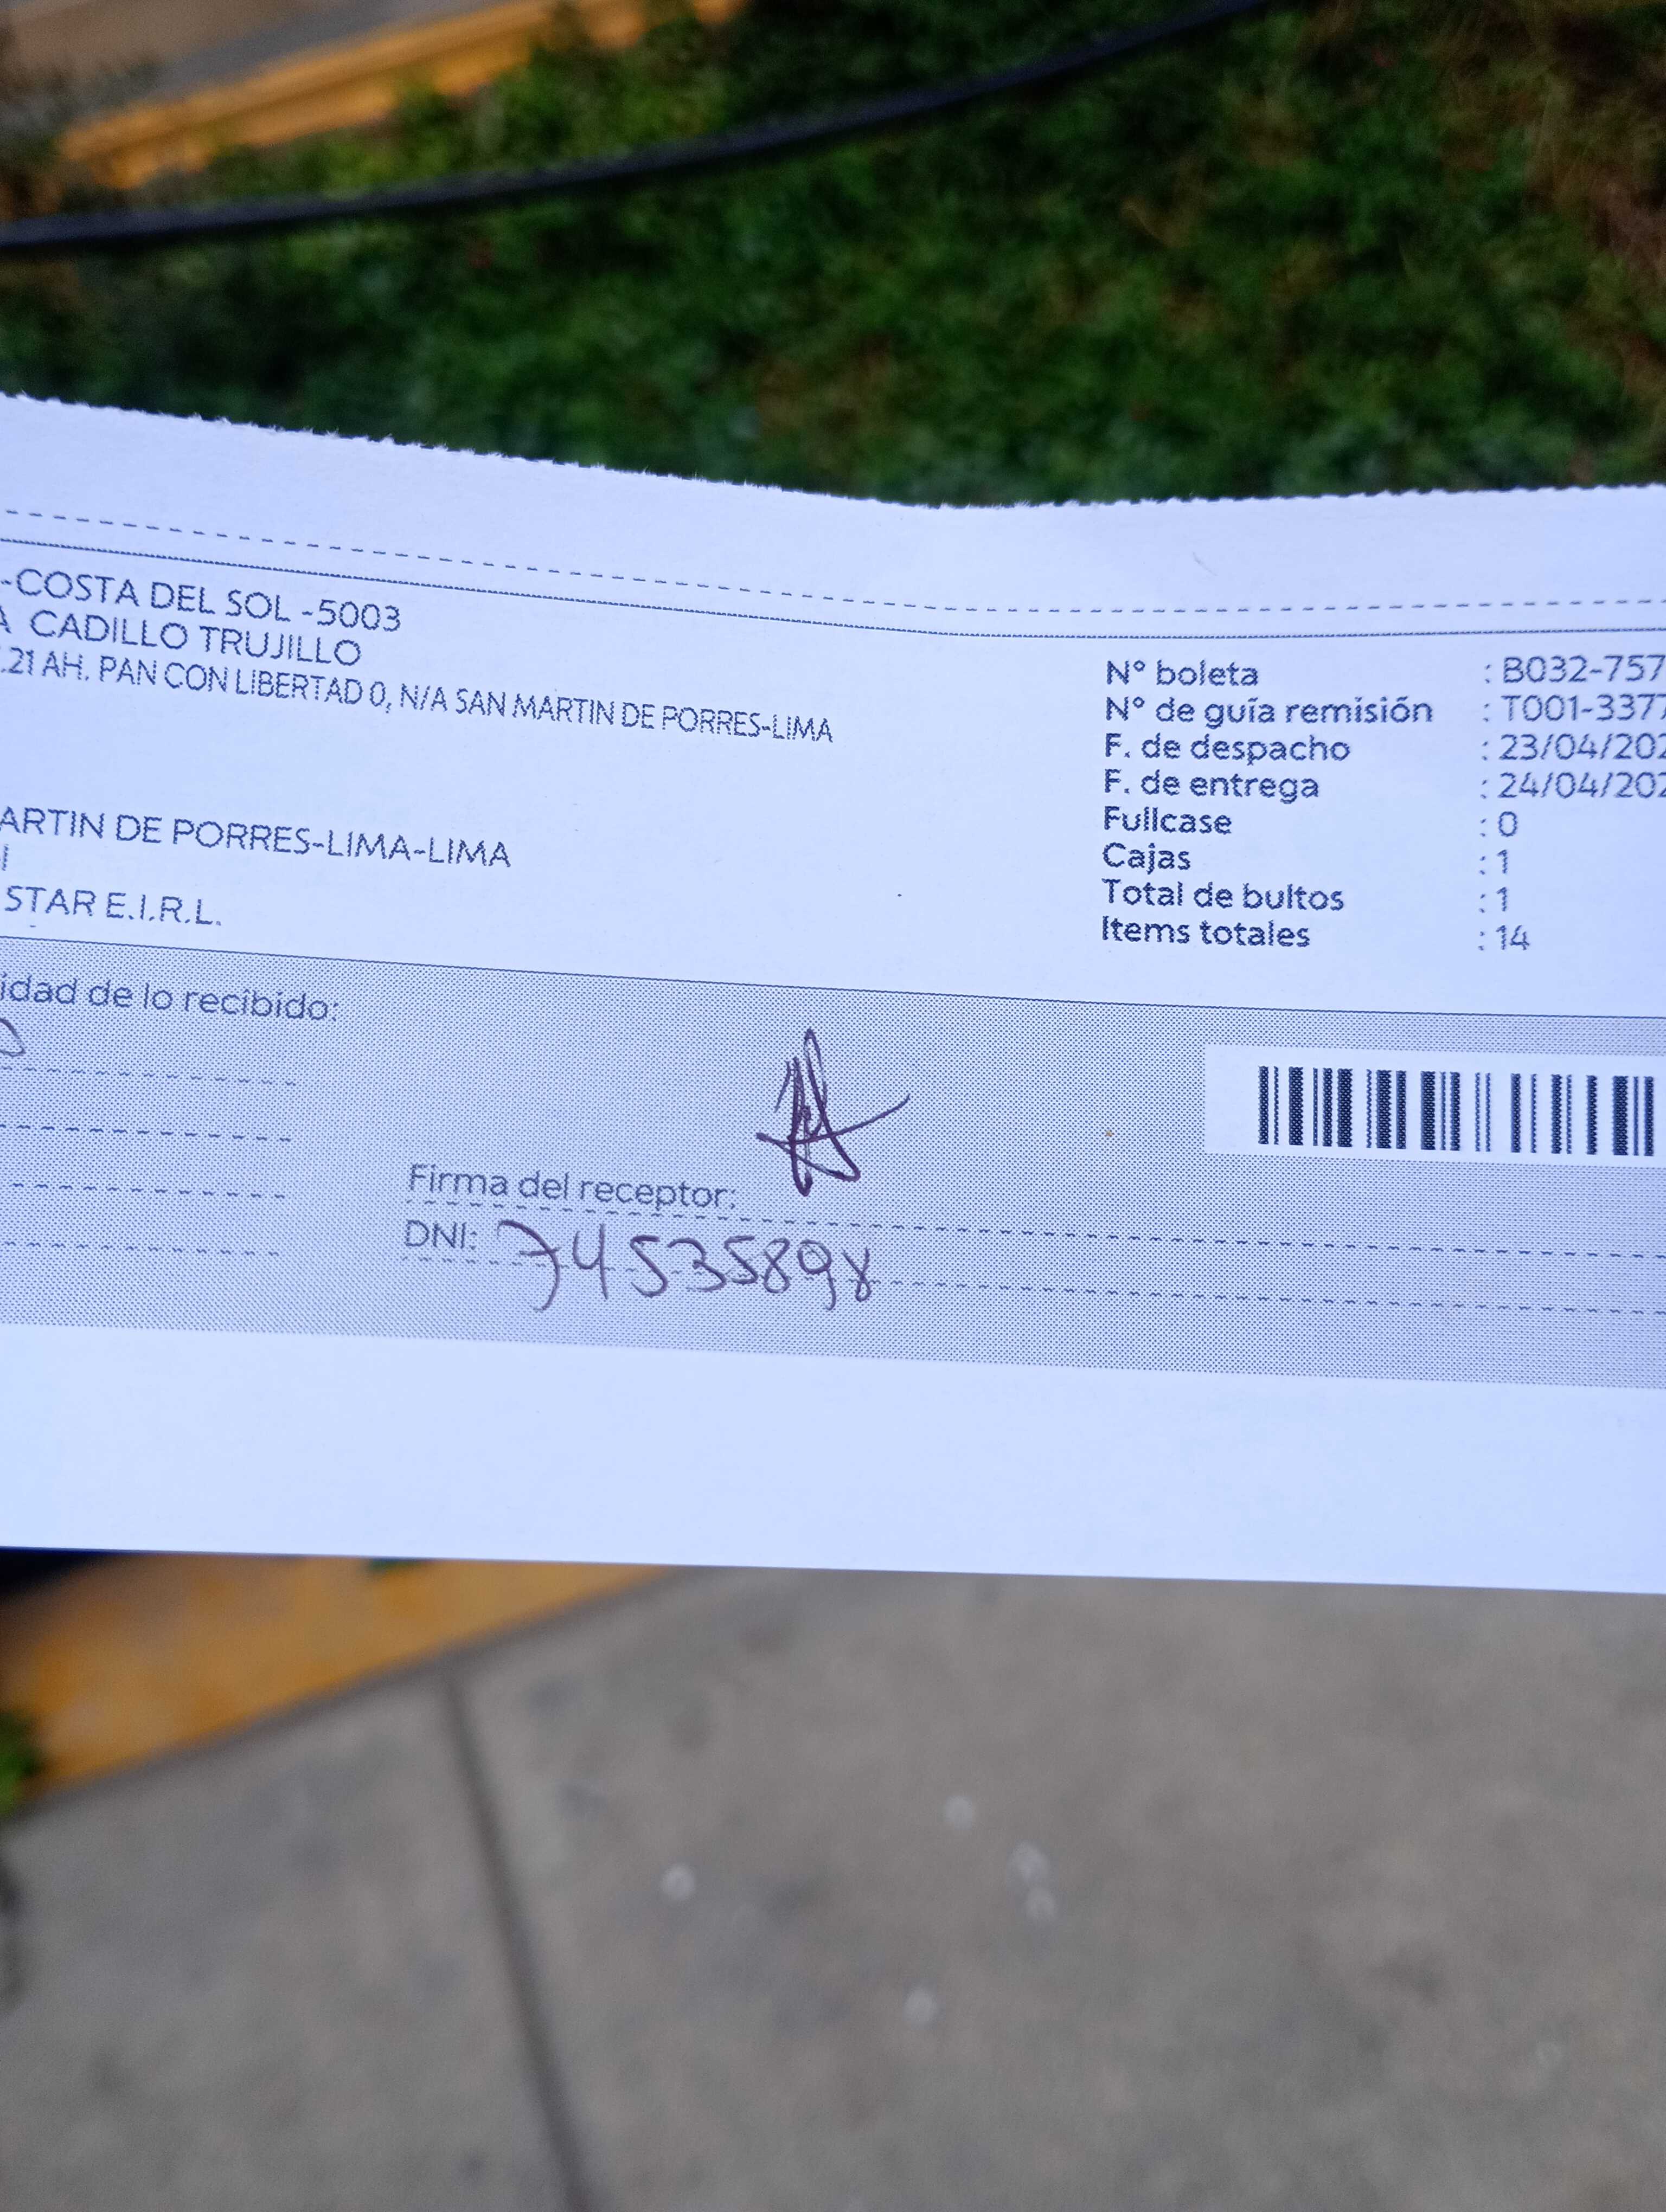 -COSTA DEL SOL -5003
A CADILLO TRUJILLO
.21 AH. PAN CON LIBERTAD 0, N/A SAN MARTIN DE PORRES-LIMA
ARTIN DE PORRES-LIMA-LIMA
STAR E.I.R.L.
N° boleta : B032-757
N° de guía remisión : T001-3377
F. de despacho : 23/04/202
F. de entrega : 24/04/202
Fullcase : 0
Cajas : 1
Total de bultos : 1
Items totales : 14
idad de lo recibido:
Firma del receptor:
DNI: 74535898